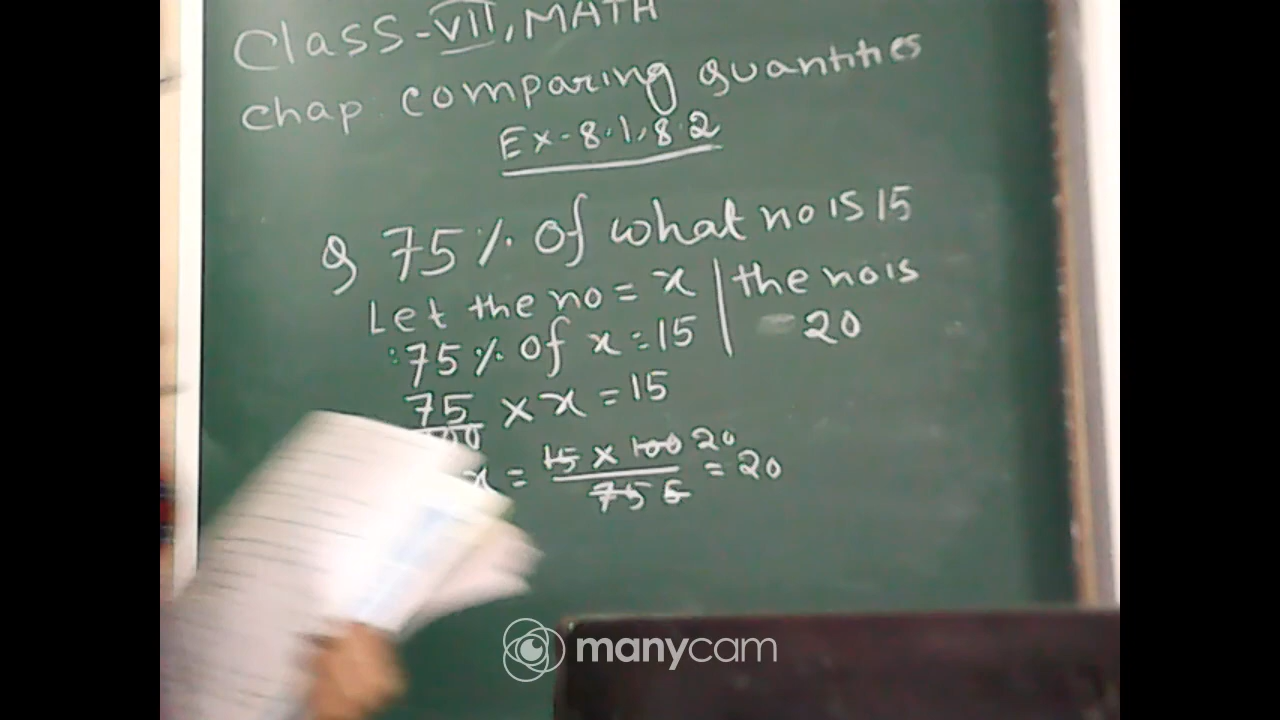 Class-VII, MATH
chap. comparing quantities
Ex-8.1, 8.2
Q 75% of what no is 15
Let the no = x | the no is
:75% of x = 15 | = 20
75/100 × x = 15
x = 15 × 100 20 / 75 5 = 20
manycam